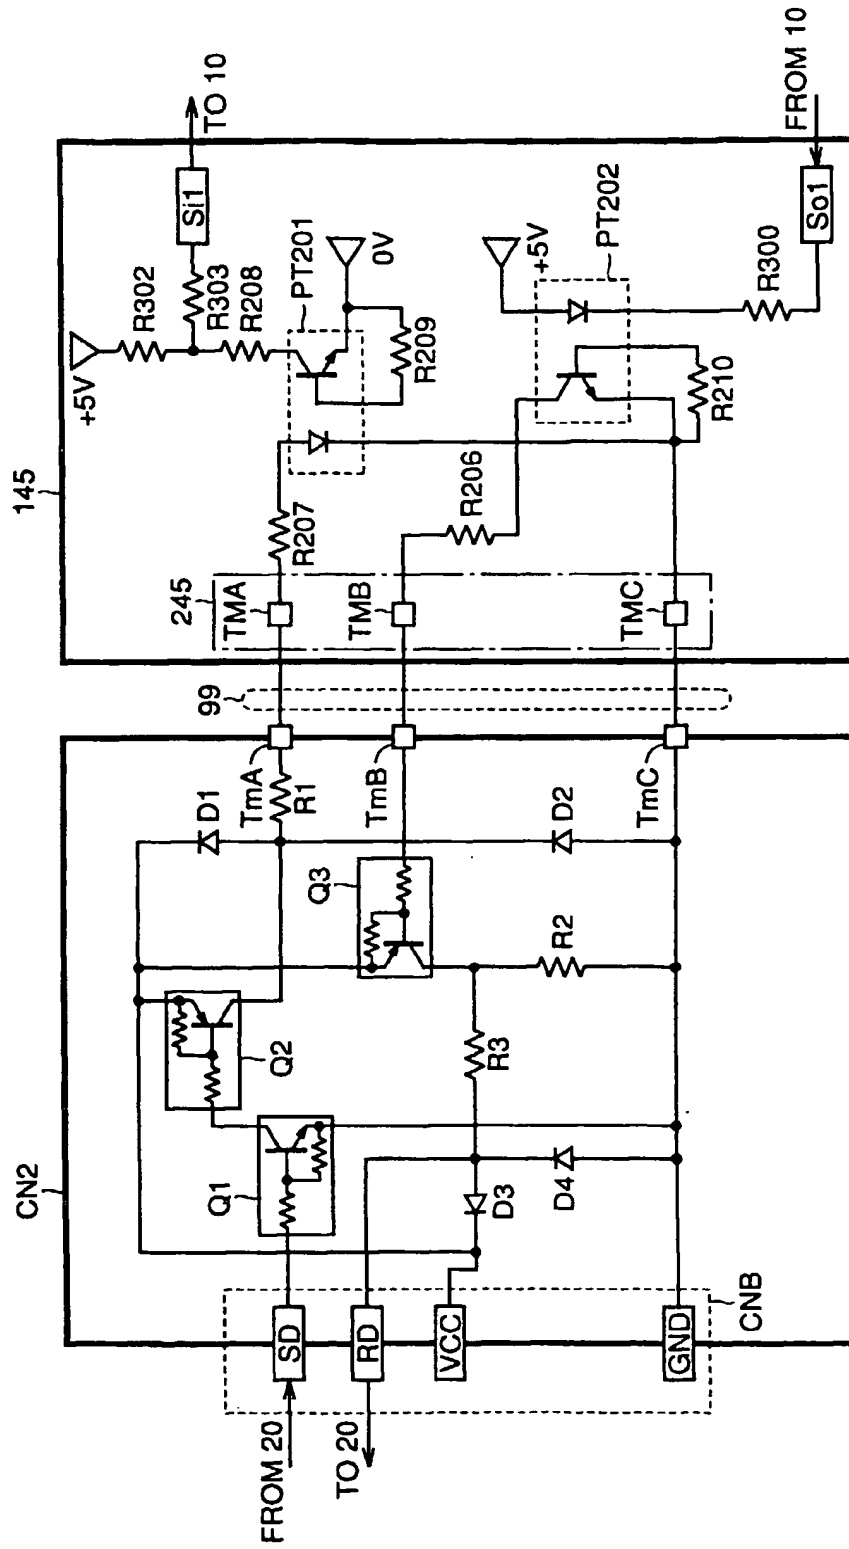 CN2
145
FROM 20
SD
TO 20
RD
VCC
GND
CNB
Q1
Q2
Q3
D3
D4
R3
R2
D1
D2
TmA
R1
TmB
TmC
99
245
TMA
TMB
TMC
R207
R206
+5V
R302
R303
R208
Si1
TO 10
PT201
0V
R209
+5V
PT202
R210
R300
So1
FROM 10